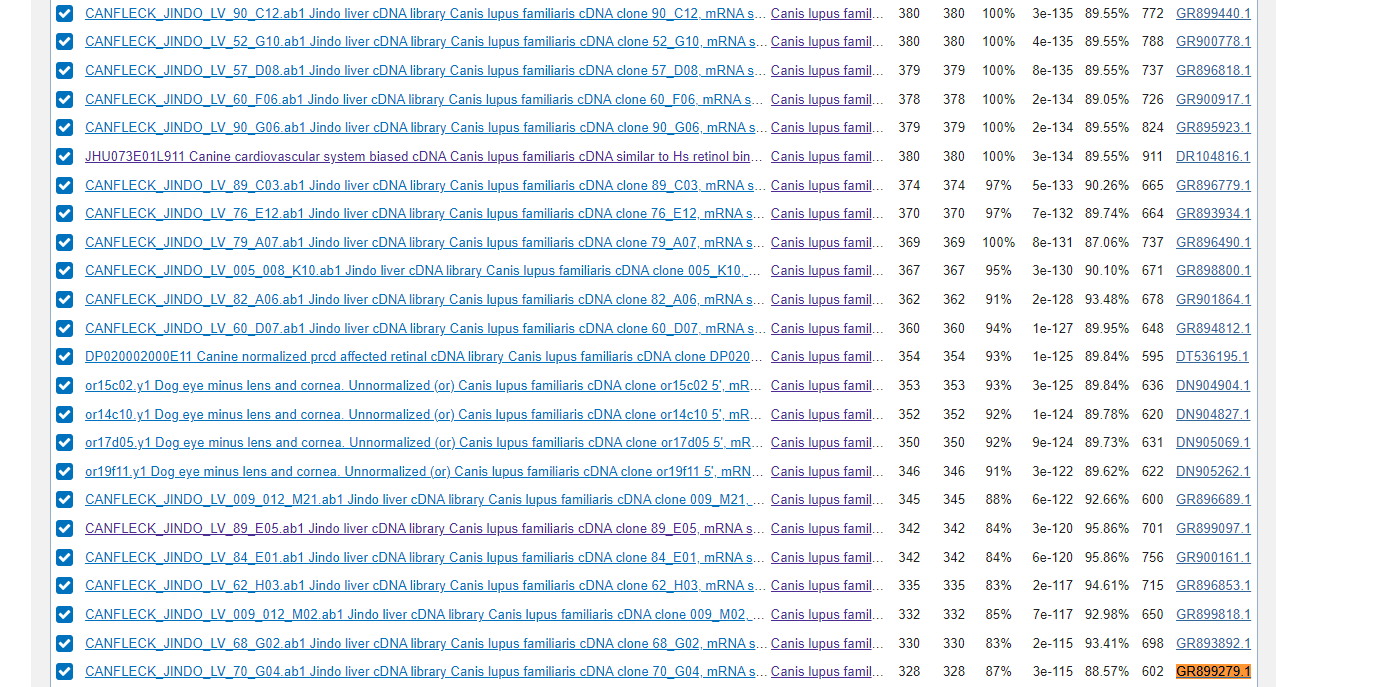 CANFLECK_JINDO_LV_90_C12.ab1 Jindo liver cDNA library Canis lupus familiaris cDNA clone 90_C12, mRNA s... Canis lupus famil... 380 380 100% 3e-135 89.55% 772 GR899440.1
CANFLECK_JINDO_LV_52_G10.ab1 Jindo liver cDNA library Canis lupus familiaris cDNA clone 52_G10, mRNA s... Canis lupus famil... 380 380 100% 4e-135 89.55% 788 GR900778.1
CANFLECK_JINDO_LV_57_D08.ab1 Jindo liver cDNA library Canis lupus familiaris cDNA clone 57_D08, mRNA s... Canis lupus famil... 379 379 100% 8e-135 89.55% 737 GR896818.1
CANFLECK_JINDO_LV_60_F06.ab1 Jindo liver cDNA library Canis lupus familiaris cDNA clone 60_F06, mRNA s... Canis lupus famil... 378 378 100% 2e-134 89.05% 726 GR900917.1
CANFLECK_JINDO_LV_90_G06.ab1 Jindo liver cDNA library Canis lupus familiaris cDNA clone 90_G06, mRNA s... Canis lupus famil... 379 379 100% 2e-134 89.55% 824 GR895923.1
JHU073E01L911 Canine cardiovascular system biased cDNA Canis lupus familiaris cDNA similar to Hs retinol bin... Canis lupus famil... 380 380 100% 3e-134 89.55% 911 DR104816.1
CANFLECK_JINDO_LV_89_C03.ab1 Jindo liver cDNA library Canis lupus familiaris cDNA clone 89_C03, mRNA s... Canis lupus famil... 374 374 97% 5e-133 90.26% 665 GR896779.1
CANFLECK_JINDO_LV_76_E12.ab1 Jindo liver cDNA library Canis lupus familiaris cDNA clone 76_E12, mRNA s... Canis lupus famil... 370 370 97% 7e-132 89.74% 664 GR893934.1
CANFLECK_JINDO_LV_79_A07.ab1 Jindo liver cDNA library Canis lupus familiaris cDNA clone 79_A07, mRNA s... Canis lupus famil... 369 369 100% 8e-131 87.06% 737 GR896490.1
CANFLECK_JINDO_LV_005_008_K10.ab1 Jindo liver cDNA library Canis lupus familiaris cDNA clone 005_K10, ... Canis lupus famil... 367 367 95% 3e-130 90.10% 671 GR898800.1
CANFLECK_JINDO_LV_82_A06.ab1 Jindo liver cDNA library Canis lupus familiaris cDNA clone 82_A06, mRNA s... Canis lupus famil... 362 362 91% 2e-128 93.48% 678 GR901864.1
CANFLECK_JINDO_LV_60_D07.ab1 Jindo liver cDNA library Canis lupus familiaris cDNA clone 60_D07, mRNA s... Canis lupus famil... 360 360 94% 1e-127 89.95% 648 GR894812.1
DP020002000E11 Canine normalized prcd affected retinal cDNA library Canis lupus familiaris cDNA clone DP020... Canis lupus famil... 354 354 93% 1e-125 89.84% 595 DT536195.1
or15c02.y1 Dog eye minus lens and cornea. Unnormalized (or) Canis lupus familiaris cDNA clone or15c02 5', mR... Canis lupus famil... 353 353 93% 3e-125 89.84% 636 DN904904.1
or14c10.y1 Dog eye minus lens and cornea. Unnormalized (or) Canis lupus familiaris cDNA clone or14c10 5', mR... Canis lupus famil... 352 352 92% 1e-124 89.78% 620 DN904827.1
or17d05.y1 Dog eye minus lens and cornea. Unnormalized (or) Canis lupus familiaris cDNA clone or17d05 5', mR... Canis lupus famil... 350 350 92% 9e-124 89.73% 631 DN905069.1
or19f11.y1 Dog eye minus lens and cornea. Unnormalized (or) Canis lupus familiaris cDNA clone or19f11 5', mRN... Canis lupus famil... 346 346 91% 3e-122 89.62% 622 DN905262.1
CANFLECK_JINDO_LV_009_012_M21.ab1 Jindo liver cDNA library Canis lupus familiaris cDNA clone 009_M21, ... Canis lupus famil... 345 345 88% 6e-122 92.66% 600 GR896689.1
CANFLECK_JINDO_LV_89_E05.ab1 Jindo liver cDNA library Canis lupus familiaris cDNA clone 89_E05, mRNA s... Canis lupus famil... 342 342 84% 3e-120 95.86% 701 GR899097.1
CANFLECK_JINDO_LV_84_E01.ab1 Jindo liver cDNA library Canis lupus familiaris cDNA clone 84_E01, mRNA s... Canis lupus famil... 342 342 84% 6e-120 95.86% 756 GR900161.1
CANFLECK_JINDO_LV_62_H03.ab1 Jindo liver cDNA library Canis lupus familiaris cDNA clone 62_H03, mRNA s... Canis lupus famil... 335 335 83% 2e-117 94.61% 715 GR896853.1
CANFLECK_JINDO_LV_009_012_M02.ab1 Jindo liver cDNA library Canis lupus familiaris cDNA clone 009_M02, ... Canis lupus famil... 332 332 85% 7e-117 92.98% 650 GR899818.1
CANFLECK_JINDO_LV_68_G02.ab1 Jindo liver cDNA library Canis lupus familiaris cDNA clone 68_G02, mRNA s... Canis lupus famil... 330 330 83% 2e-115 93.41% 698 GR893892.1
CANFLECK_JINDO_LV_70_G04.ab1 Jindo liver cDNA library Canis lupus familiaris cDNA clone 70_G04, mRNA s... Canis lupus famil... 328 328 87% 3e-115 88.57% 602 GR899279.1